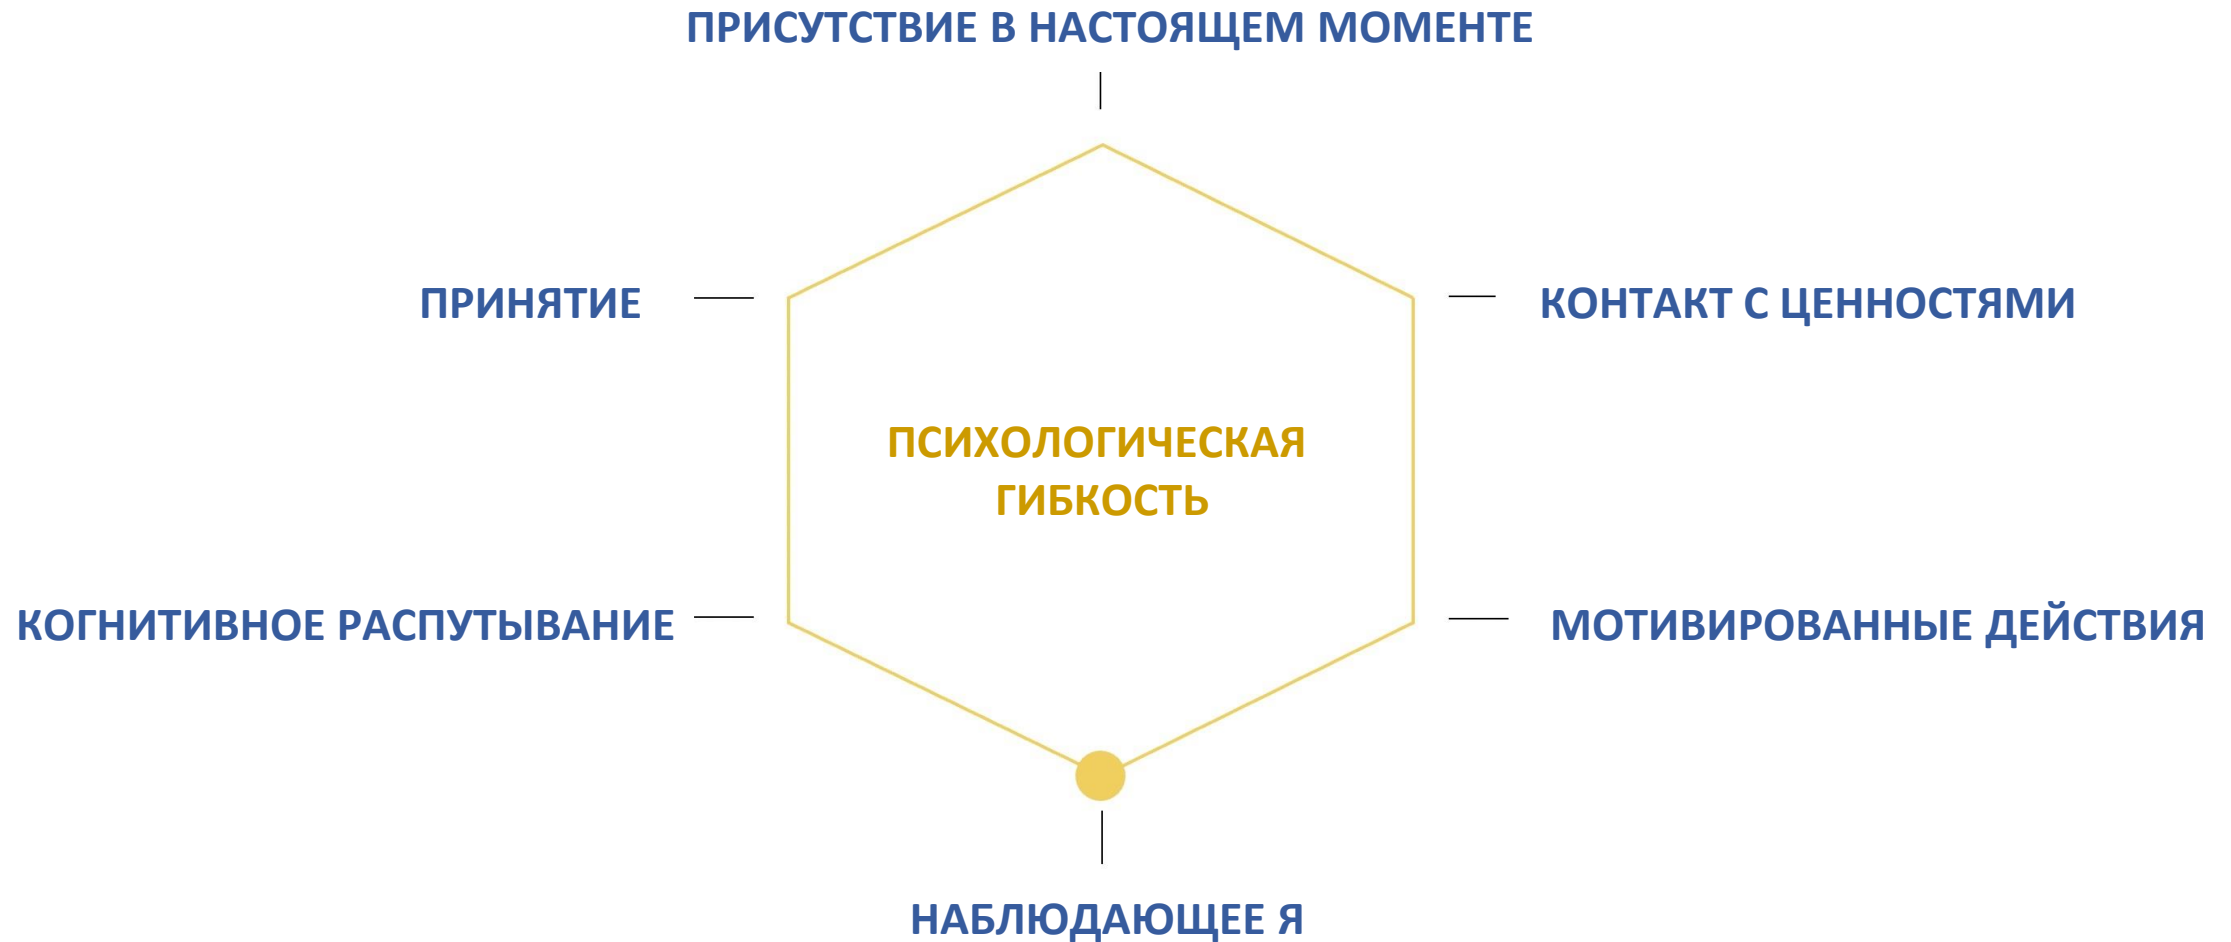 ПРИСУТСТВИЕ В НАСТОЯЩЕМ МОМЕНТЕ
ПРИНЯТИЕ
КОНТАКТ С ЦЕННОСТЯМИ
ПСИХОЛОГИЧЕСКАЯ
ГИБКОСТЬ
КОГНИТИВНОЕ РАСПУТЫВАНИЕ
МОТИВИРОВАННЫЕ ДЕЙСТВИЯ
НАБЛЮДАЮЩЕЕ Я